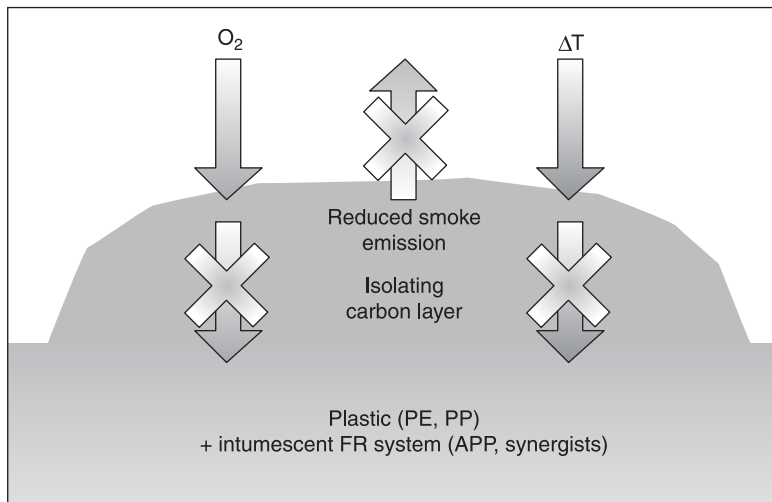 O₂
ΔT
Reduced smoke
emission
Isolating
carbon layer
Plastic (PE, PP)
+ intumescent FR system (APP, synergists)